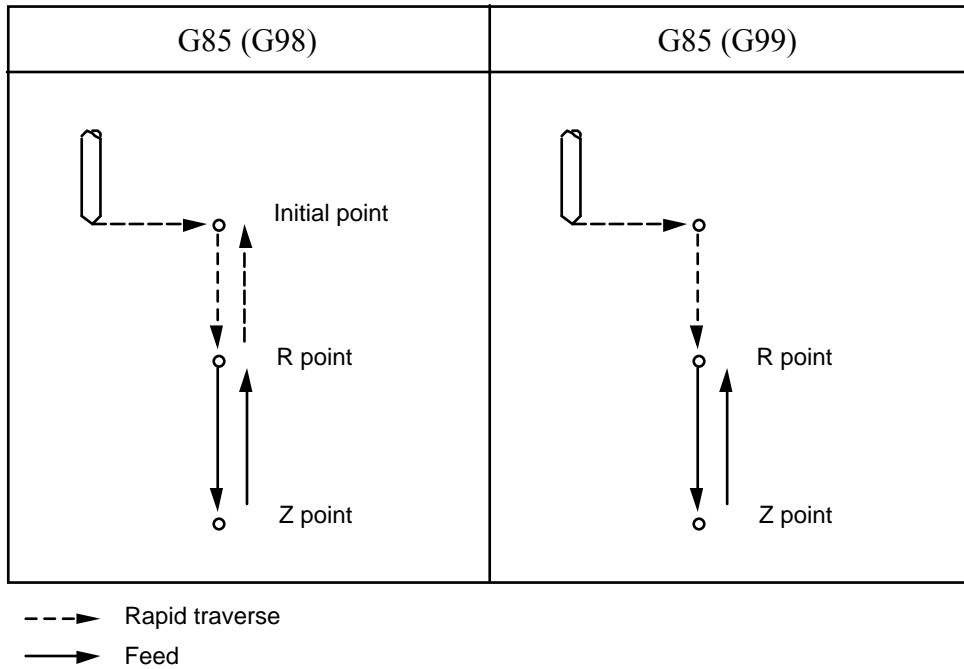 G85 (G98)
G85 (G99)
Initial point
R point
Z point
R point
Z point
Rapid traverse
Feed